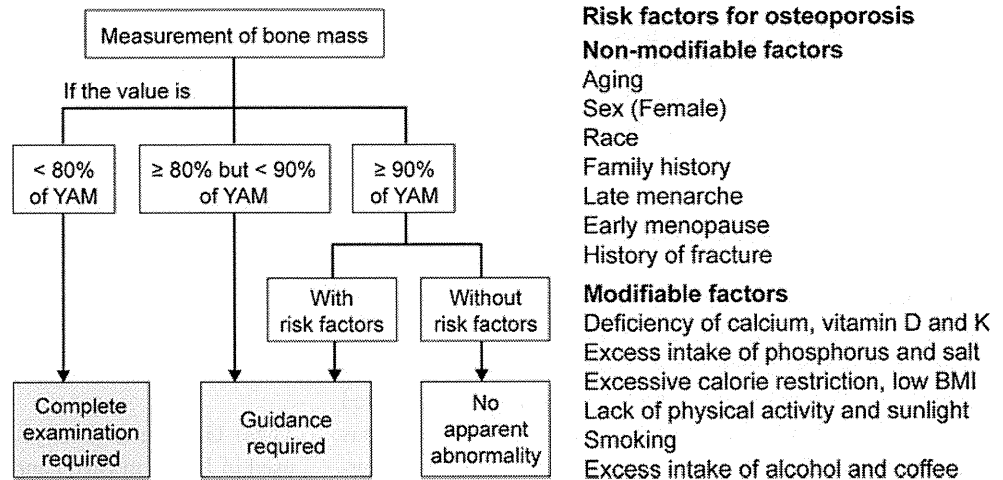 Measurement of bone mass
If the value is
< 80%
of YAM
≥ 80% but < 90%
of YAM
≥ 90%
of YAM
With
risk factors
Without
risk factors
Complete
examination
required
Guidance
required
No
apparent
abnormality
Risk factors for osteoporosis
Non-modifiable factors
Aging
Sex (Female)
Race
Family history
Late menarche
Early menopause
History of fracture
Modifiable factors
Deficiency of calcium, vitamin D and K
Excess intake of phosphorus and salt
Excessive calorie restriction, low BMI
Lack of physical activity and sunlight
Smoking
Excess intake of alcohol and coffee